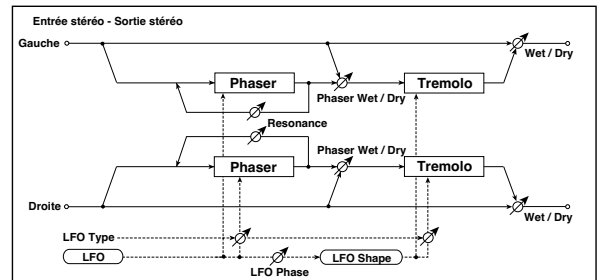 Entrée stéréo - Sortie stéréo
Gauche
Wet / Dry
Phaser
Tremolo
Phaser Wet / Dry
Resonance
Phaser Wet / Dry
Phaser
Tremolo
Droite
Wet / Dry
LFO Type
LFO
LFO Shape
LFO Phase